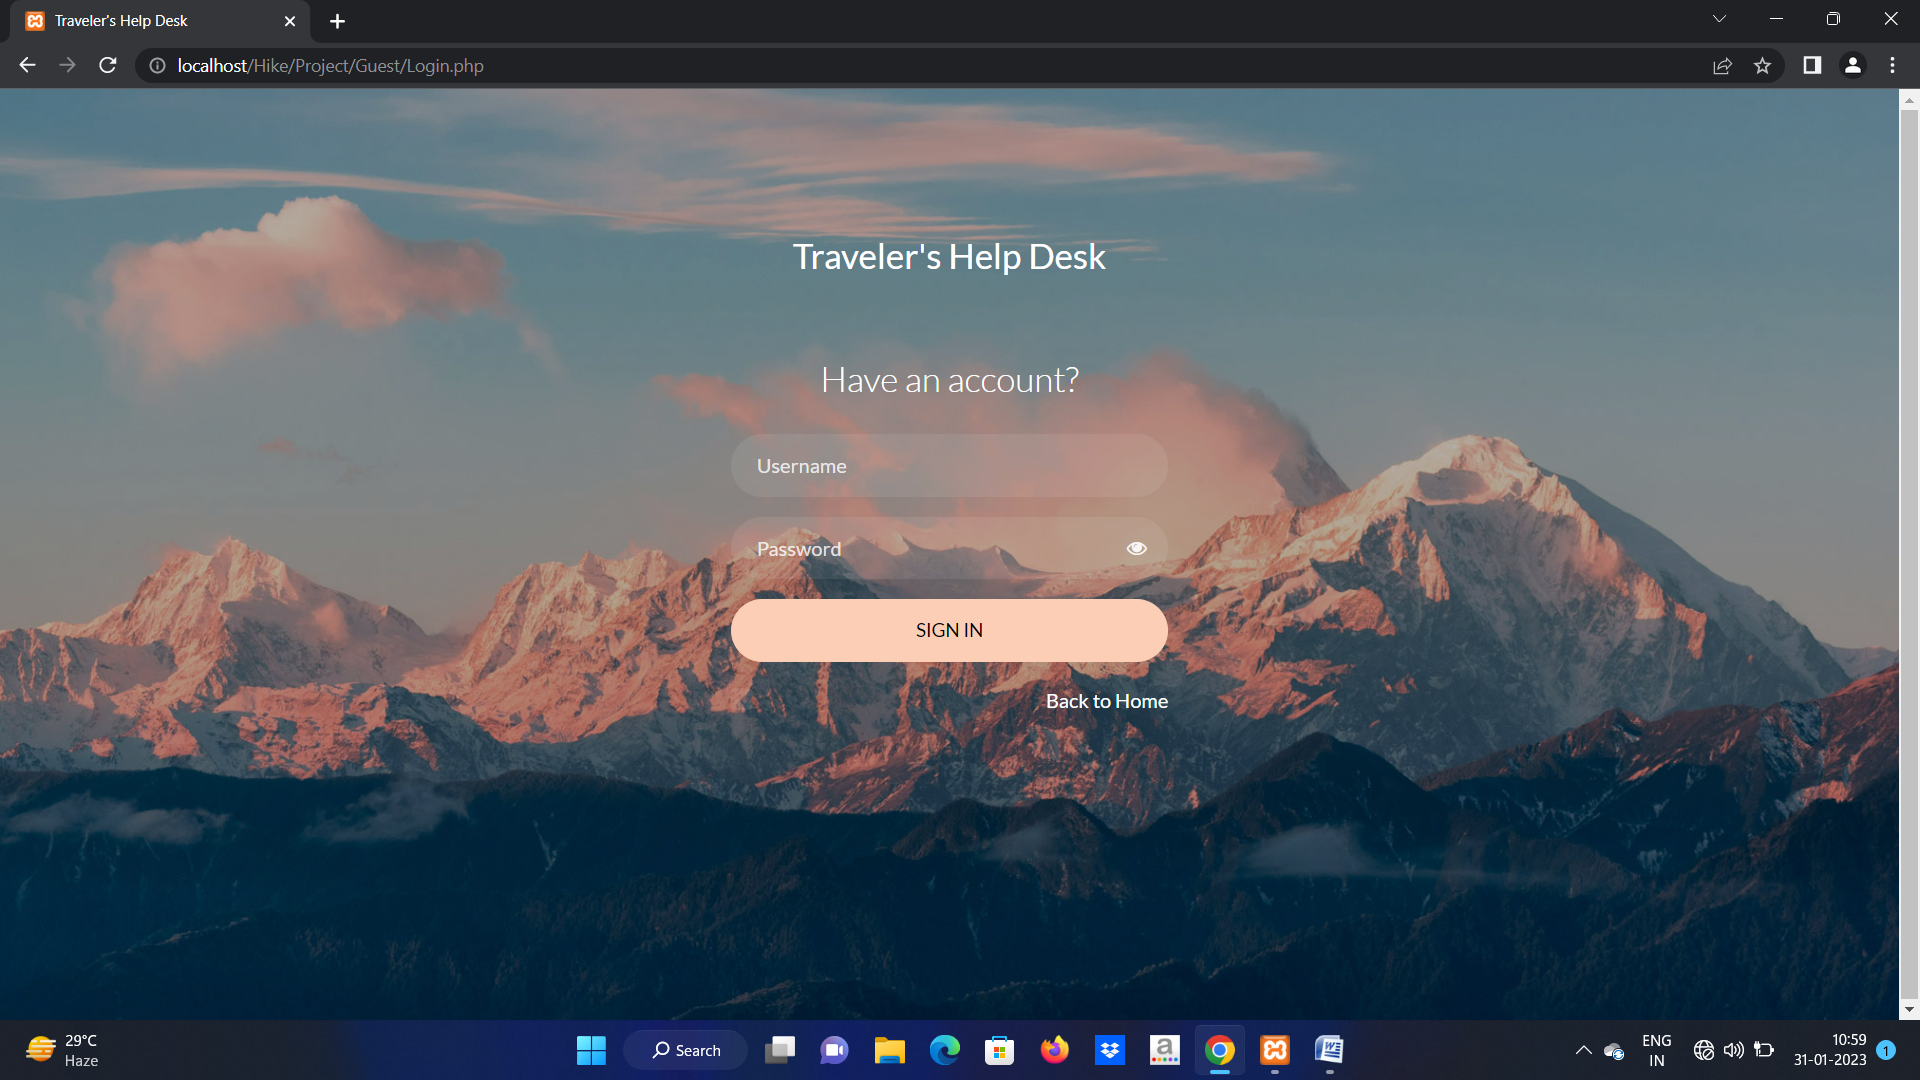 Traveler's Help Desk
localhost/Hike/Project/Guest/Login.php
Traveler's Help Desk
Have an account?
Username
Password
SIGN IN
Back to Home
29°C
Haze
Search
a
ENG
IN
10:59
31-01-2023
1